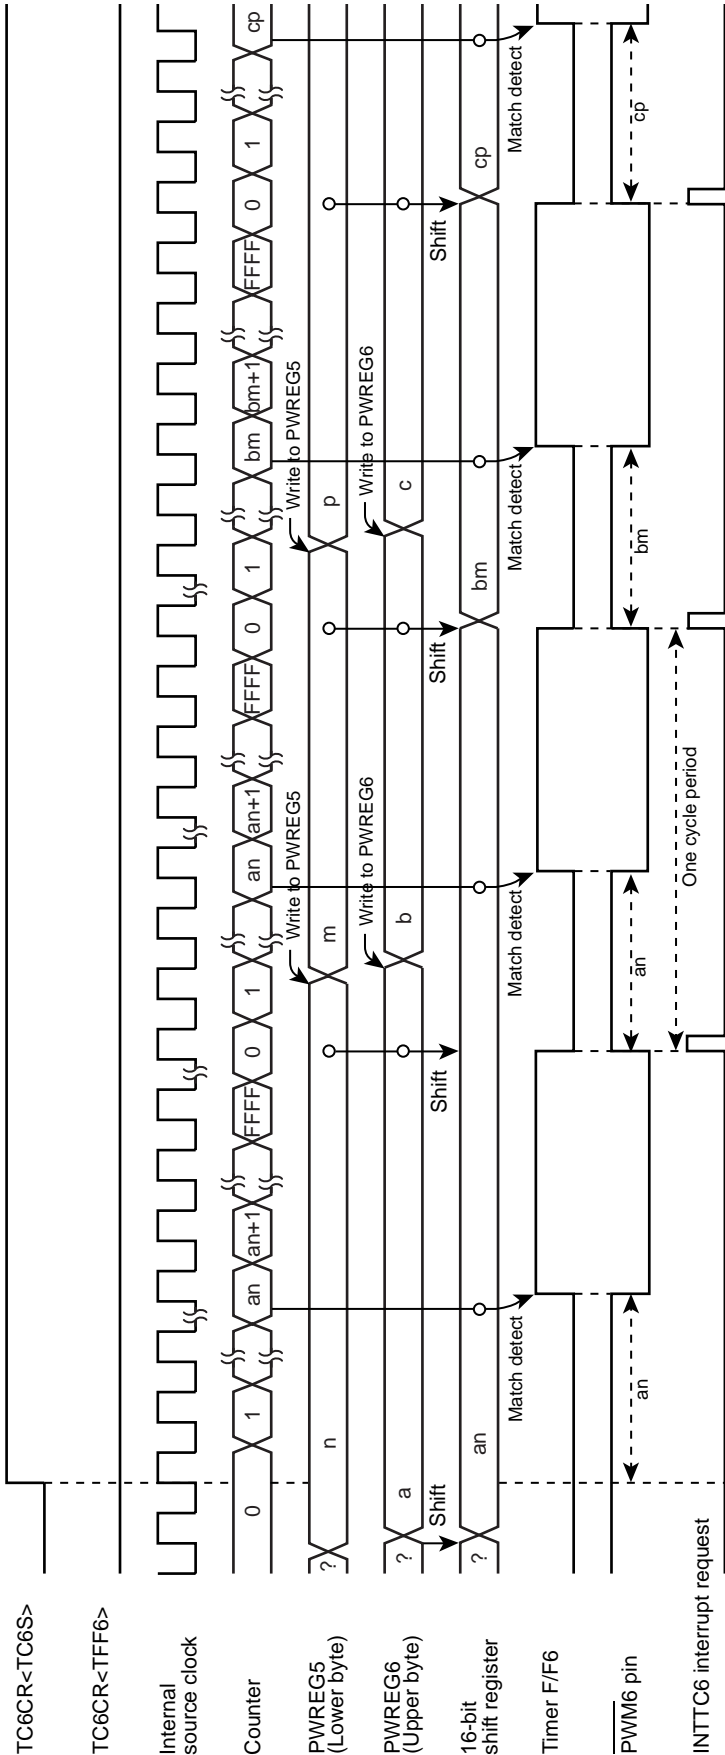 TC6CR<TC6S>
TC6CR<TFF6>
Internal
source clock
Counter
0
1
an
an+1
FFFF
0
1
an
an+1
FFFF
0
1
bm
bm+1
FFFF
0
1
cp
Write to PWREG5
Write to PWREG5
PWREG5
(Lower byte)
?
n
m
p
Write to PWREG6
Write to PWREG6
PWREG6
(Upper byte)
?
a
b
c
Shift
Shift
Shift
Shift
16-bit
shift register
?
an
bm
cp
Match detect
Match detect
Match detect
Match detect
Timer F/F6
PWM6 pin
an
an
bm
cp
One cycle period
INTTC6 interrupt request